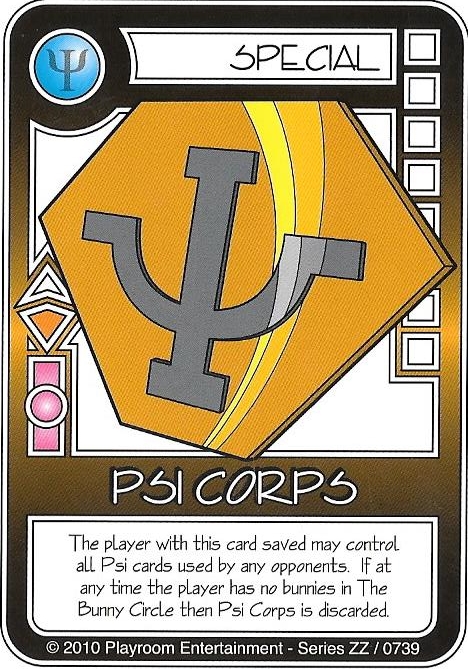 Ψ
SPECIAL
Ψ
PSI CORPS
The player with this card saved may control
all Psi cards used by any opponents. If at
any time the player has no bunnies in The
Bunny Circle then Psi Corps is discarded.
© 2010 Playroom Entertainment - Series ZZ / 0739